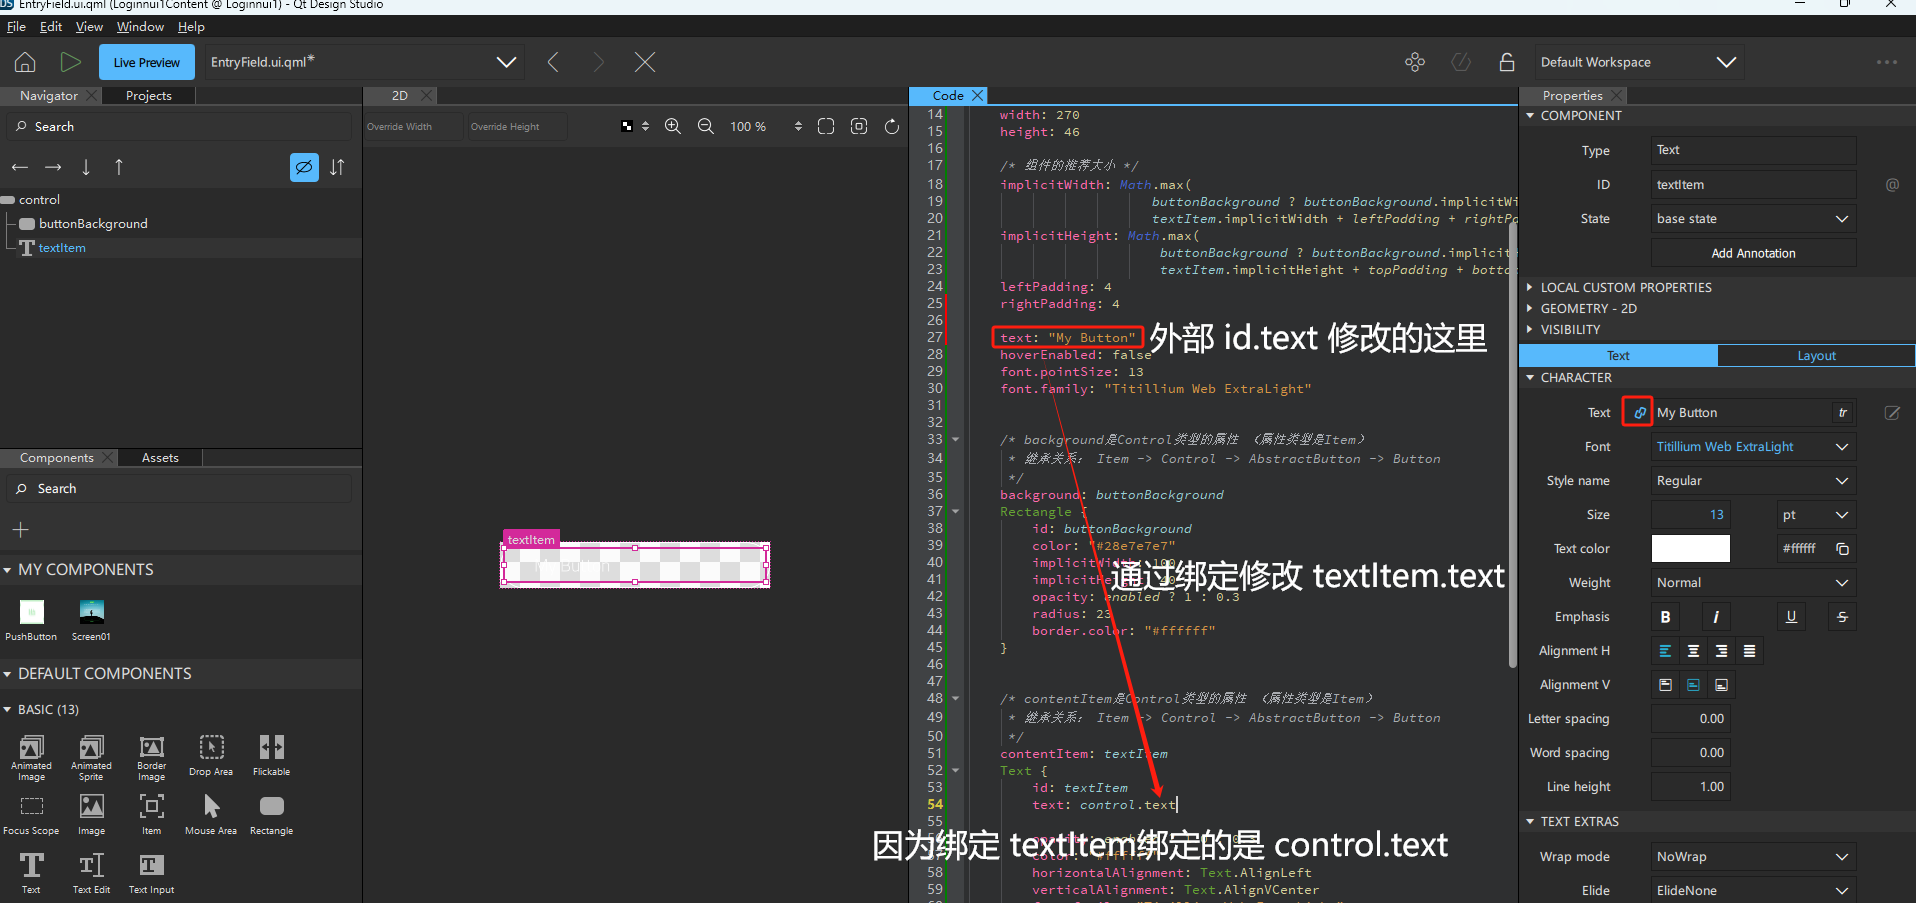 EntryField.ui.qml (Loginnui1Content @ Loginnui1) - Qt Design Studio
File Edit View Window Help
Live Preview
EntryField.ui.qml*
Default Workspace
Navigator
Projects
Search
control
buttonBackground
textItem
Components
Assets
Search
MY COMPONENTS
PushButton
Screen01
DEFAULT COMPONENTS
BASIC (13)
Animated Image
Animated Sprite
Border Image
Drop Area
Flickable
Focus Scope
Image
Item
Mouse Area
Rectangle
Text
Text Edit
Text Input
2D
Override Width
Override Height
100 %
textItem
My Button
Code
14 width: 270
15 height: 46
16
17 /* 组件的推荐大小 */
18 implicitWidth: Math.max(
19 buttonBackground ? buttonBackground.implicitWi
20 textItem.implicitWidth + leftPadding + rightPa
21 implicitHeight: Math.max(
22 buttonBackground ? buttonBackground.implicit
23 textItem.implicitHeight + topPadding + botto
24 leftPadding: 4
25 rightPadding: 4
26
27 text: "My Button"
外部 id.text 修改的这里
28 hoverEnabled: false
29 font.pointSize: 13
30 font.family: "Titillium Web ExtraLight"
31
32
33 /* background是Control类型的属性 （属性类型是Item）
34 * 继承关系： Item -> Control -> AbstractButton -> Button
35 */
36 background: buttonBackground
37 Rectangle {
38 id: buttonBackground
39 color: "#28e7e7e7"
40 implicitWidth: 100
41 implicitHeight: 40
通过绑定修改 textItem.text
42 opacity: enabled ? 1 : 0.3
43 radius: 23
44 border.color: "#ffffff"
45 }
46
47
48 /* contentItem是Control类型的属性 （属性类型是Item）
49 * 继承关系： Item -> Control -> AbstractButton -> Button
50 */
51 contentItem: textItem
52 Text {
53 id: textItem
54 text: control.text
55
因为绑定 textItem绑定的是 control.text
58 horizontalAlignment: Text.AlignLeft
59 verticalAlignment: Text.AlignVCenter
Properties
COMPONENT
Type Text
ID textItem @
State base state
Add Annotation
LOCAL CUSTOM PROPERTIES
GEOMETRY - 2D
VISIBILITY
Text Layout
CHARACTER
Text My Button tr
Font Titillium Web ExtraLight
Style name Regular
Size 13 pt
Text color #ffffff
Weight Normal
Emphasis B i U S
Alignment H
Alignment V
Letter spacing 0.00
Word spacing 0.00
Line height 1.00
TEXT EXTRAS
Wrap mode NoWrap
Elide ElideNone